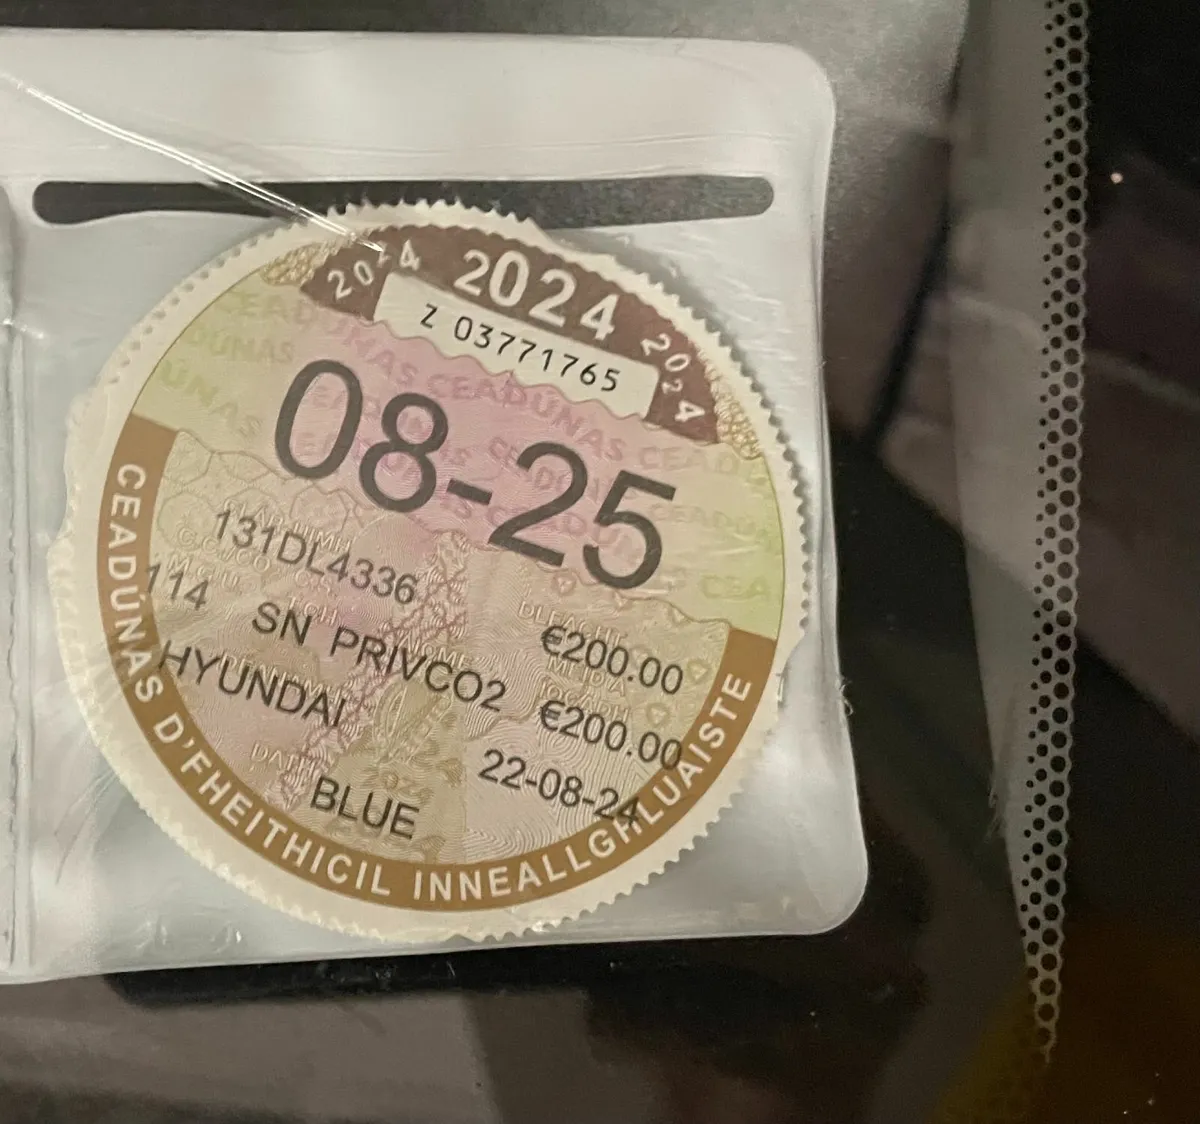 2024 2024 2024
Z 03771765
08-25
131DL4336
114 SN PRIVCO2 €200.00
HYUNDAI €200.00
BLUE 22-08-24
CEADÚNAS D'FHEITHICIL INNEALLGHLUAISTE